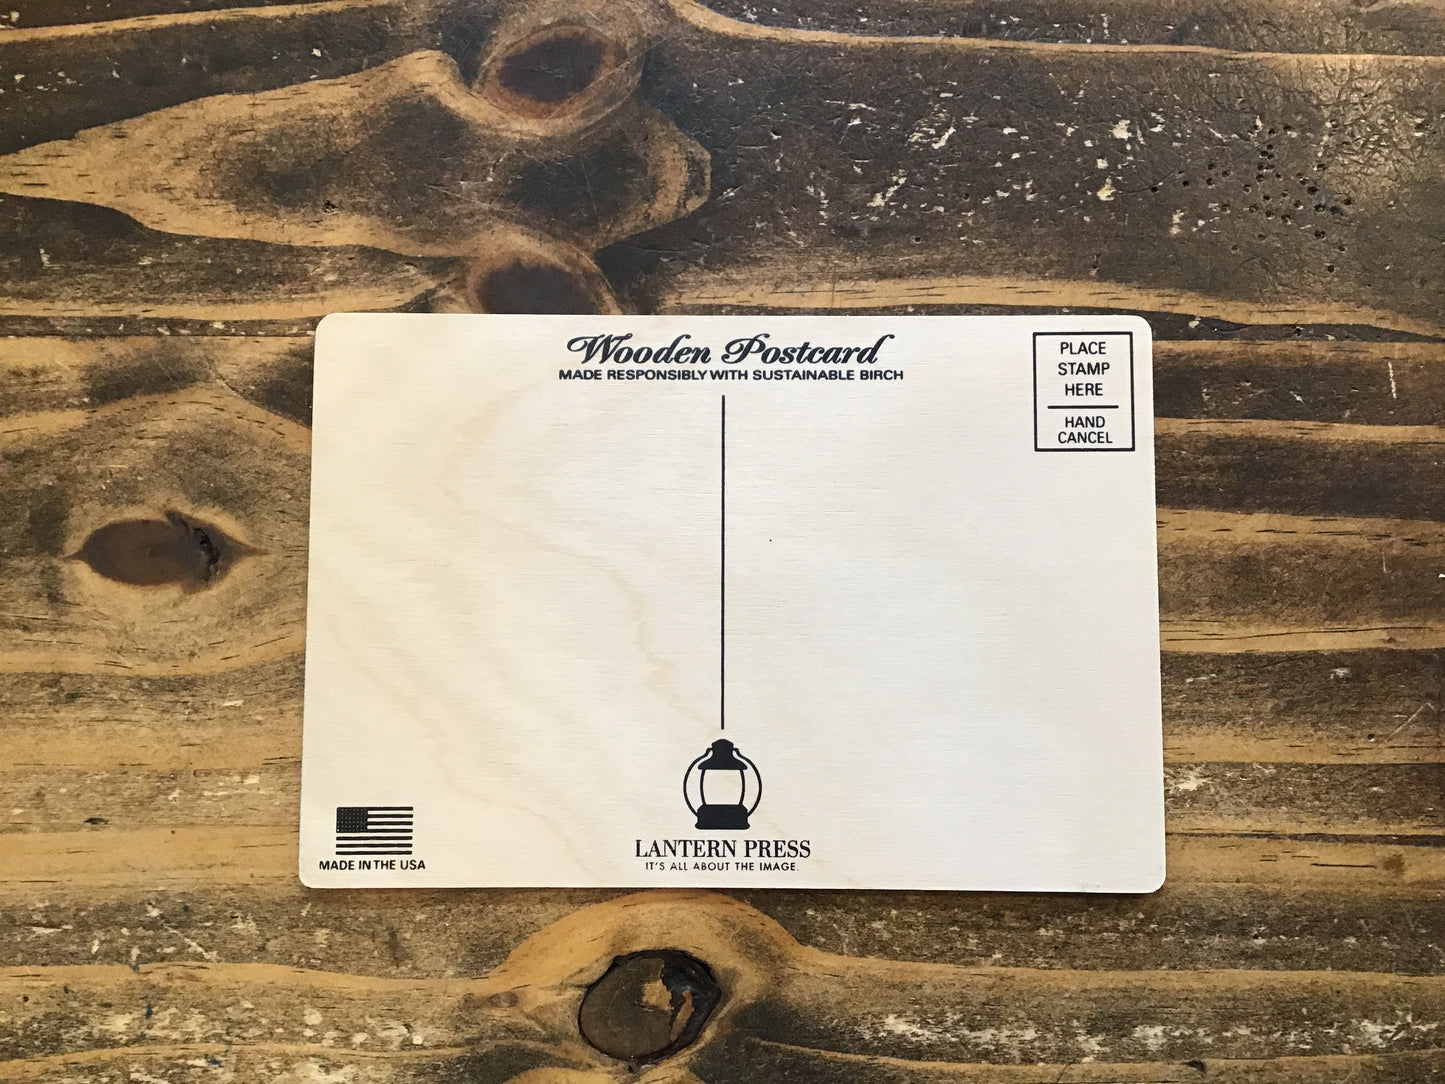 Wooden Postcard
MADE RESPONSIBLY WITH SUSTAINABLE BIRCH
PLACE
STAMP
HERE
HAND
CANCEL
MADE IN THE USA
LANTERN PRESS
IT'S ALL ABOUT THE IMAGE.